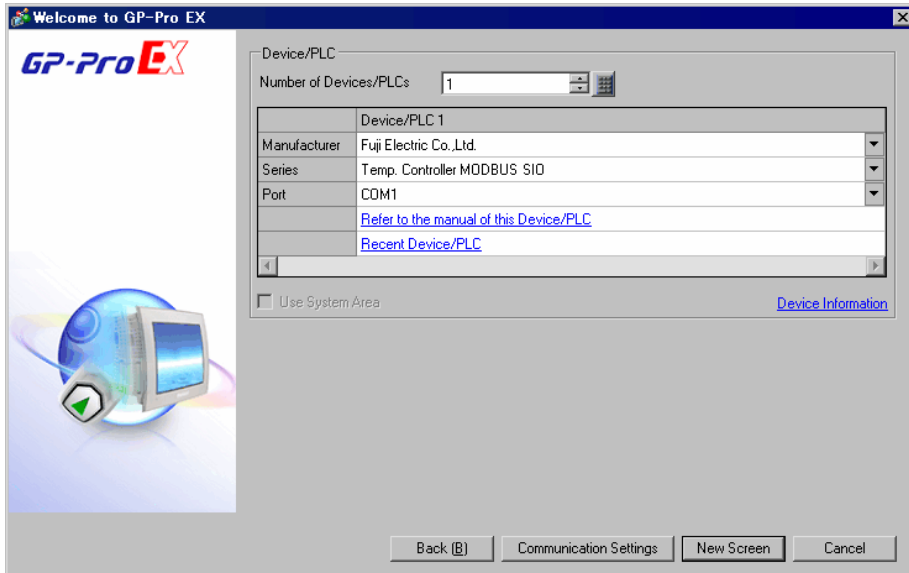 Welcome to GP-Pro EX
GP-Pro EX
Device/PLC
Number of Devices/PLCs 1
Device/PLC 1
Manufacturer Fuji Electric Co.,Ltd.
Series Temp. Controller MODBUS SIO
Port COM1
Refer to the manual of this Device/PLC
Recent Device/PLC
Use System Area Device Information
Back (B) Communication Settings New Screen Cancel